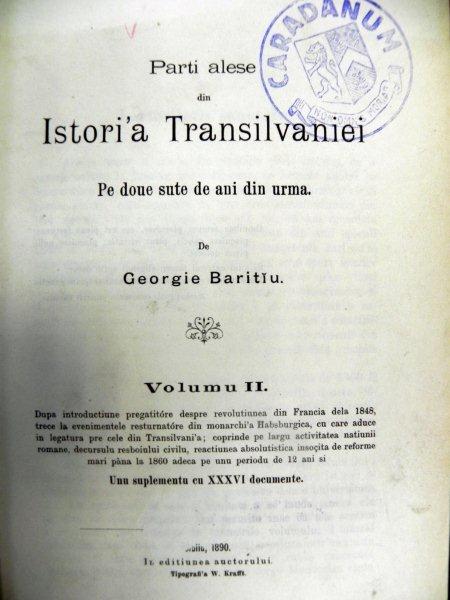 CARADANUM
Parti alese
din
Istori'a Transilvaniei
Pe doue sute de ani din urma.
De
Georgie Baritĭu.
Volumu II.
Dupa introductiune pregatitóre despre revolutiunea din Francia dela 1848,
trece la evenimentele resturnatóre din monarchi'a Habsburgica, cu care aduce
in legatura pre cele din Transilvani'a; coprinde pe largu activitatea natiunii
romane, decursulu resboiului civilu, reactiunea absolutistica insoçita de reforme
mari pàna la 1860 adeca pe unu periodu de 12 ani si
Unu suplementu cu XXXVI documente.
1890.
editiunea auctorului.
Tipografi'a W. Krafft.